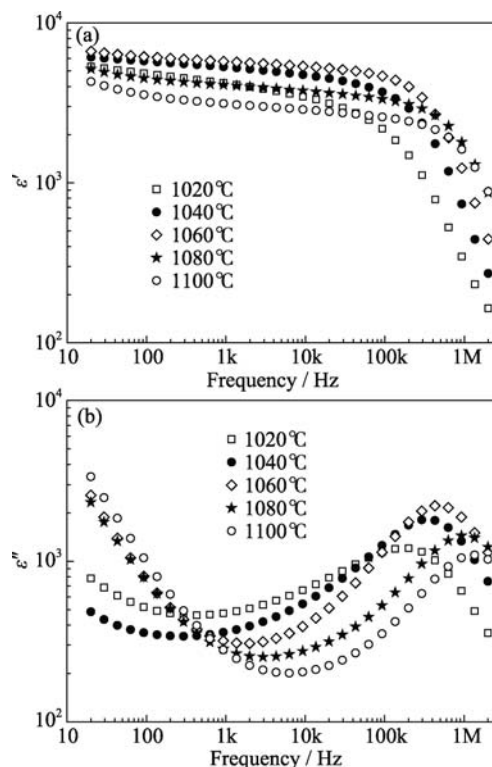 10⁴
(a)
10³
ε′
□ 1020℃
● 1040℃
◇ 1060℃
★ 1080℃
○ 1100℃
10²
10 100 1k 10k 100k 1M
Frequency / Hz
10⁴
(b)
□ 1020℃
● 1040℃
◇ 1060℃
★ 1080℃
○ 1100℃
ε″
10³
10²
10 100 1k 10k 100k 1M
Frequency / Hz